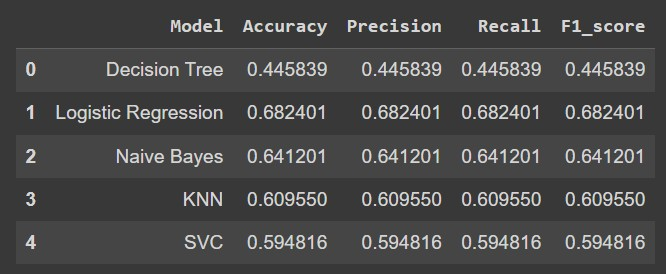 Model Accuracy Precision Recall F1_score
0 Decision Tree 0.445839 0.445839 0.445839 0.445839
1 Logistic Regression 0.682401 0.682401 0.682401 0.682401
2 Naive Bayes 0.641201 0.641201 0.641201 0.641201
3 KNN 0.609550 0.609550 0.609550 0.609550
4 SVC 0.594816 0.594816 0.594816 0.594816